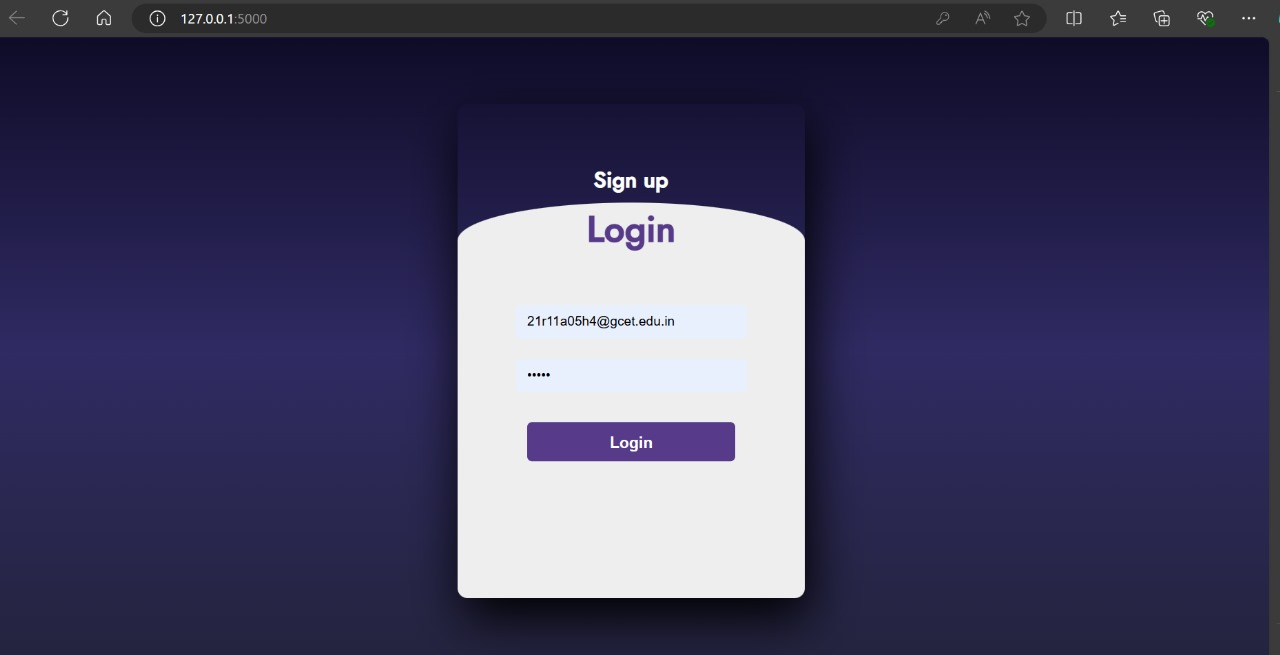 127.0.0.1:5000
Sign up
Login
21r11a05h4@gcet.edu.in
•••••
Login